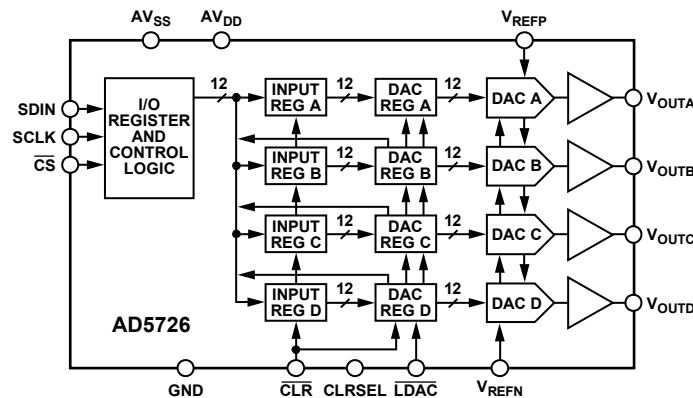 AVSS
AVDD
VREFP
SDIN
SCLK
CS
I/O
REGISTER
AND
CONTROL
LOGIC
12
INPUT
REG A
12
DAC
REG A
12
DAC A
VOUTA
INPUT
REG B
12
DAC
REG B
12
DAC B
VOUTB
INPUT
REG C
12
DAC
REG C
12
DAC C
VOUTC
INPUT
REG D
12
DAC
REG D
12
DAC D
VOUTD
AD5726
GND
CLR
CLRSEL
LDAC
VREFN